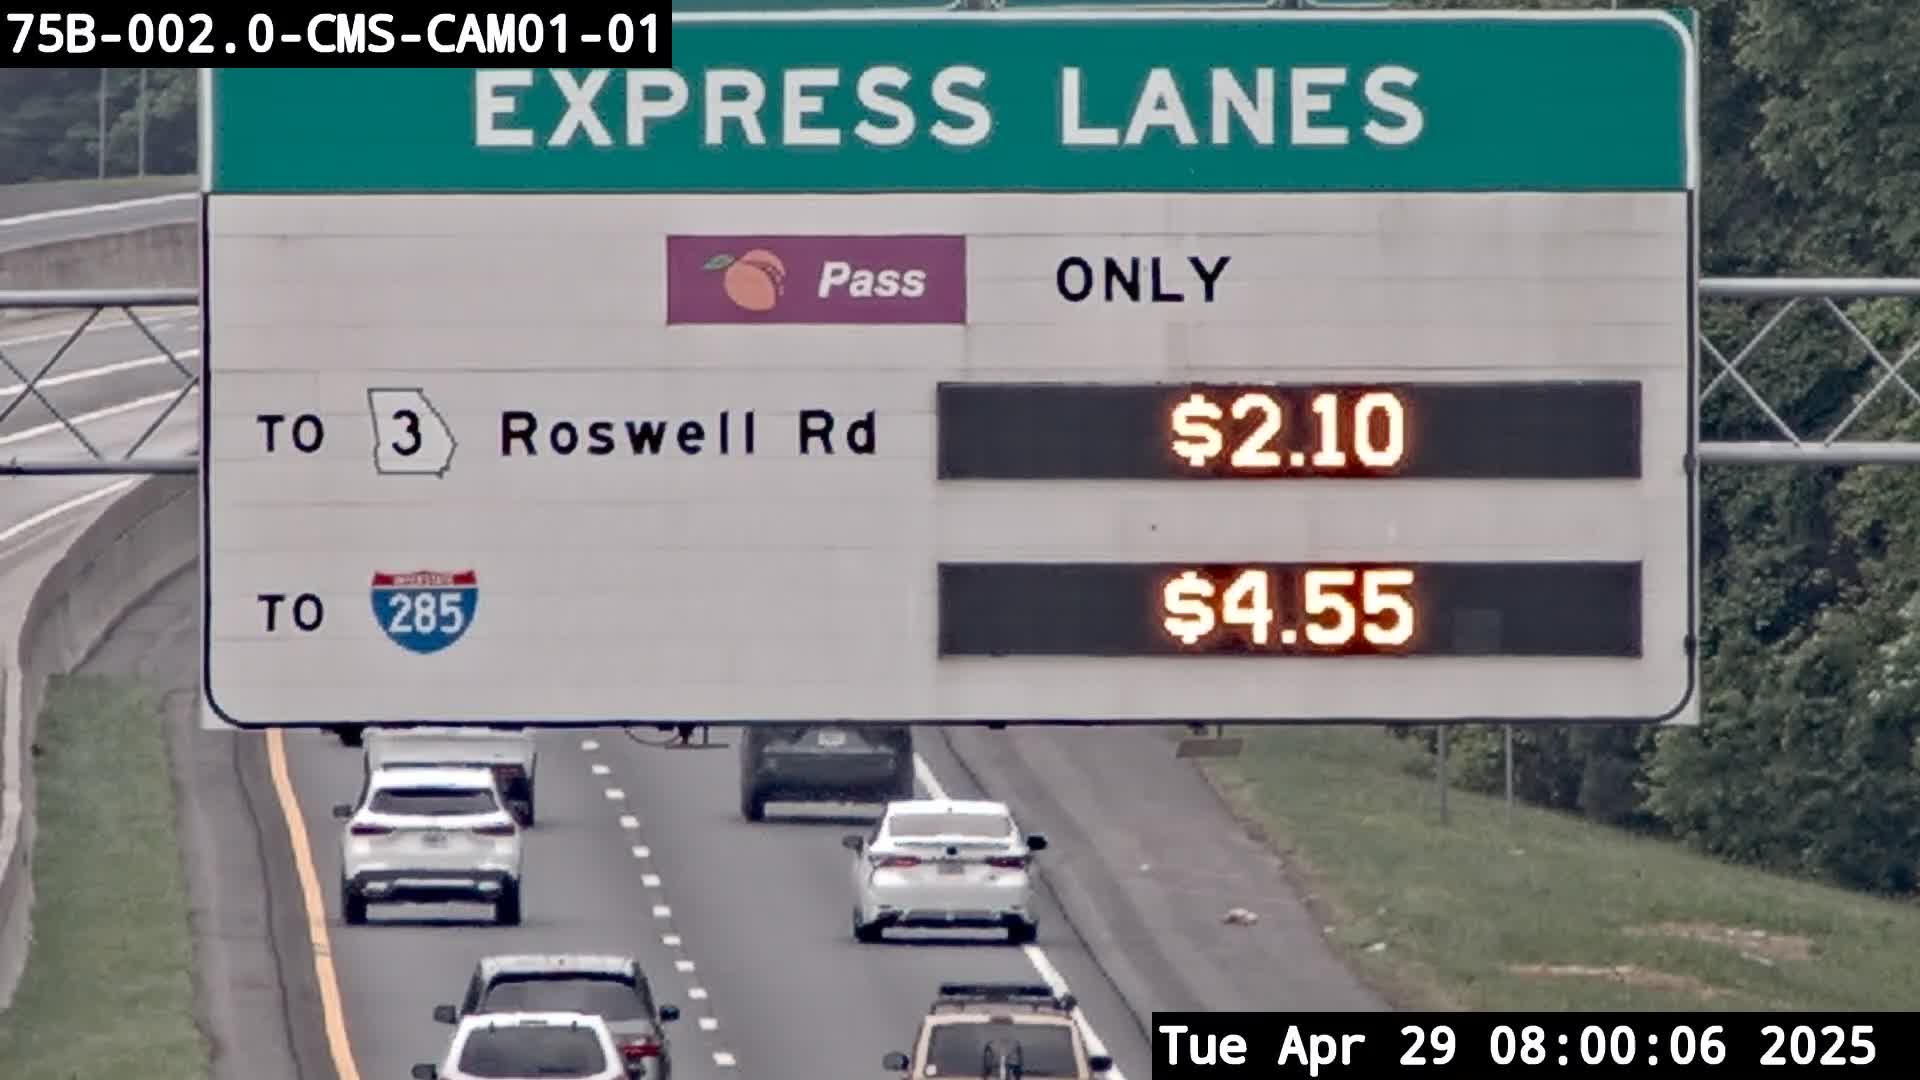 75B-002.0-CMS-CAM01-01
EXPRESS LANES
Pass ONLY
TO 3 Roswell Rd $2.10
INTERSTATE
TO 285 $4.55
Tue Apr 29 08:00:06 2025